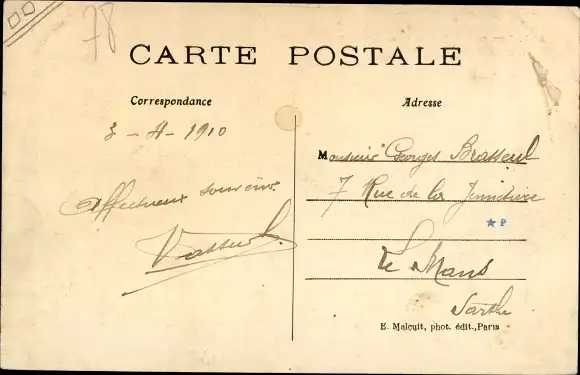 78
CARTE POSTALE
Correspondance
Adresse
3 - 4 - 1910
Monsieur Georges Brasseul
7 Rue de la
Affectueux souvenir
P
Le Mans
Sarthe
E. Malcuit, phot. édit., Paris